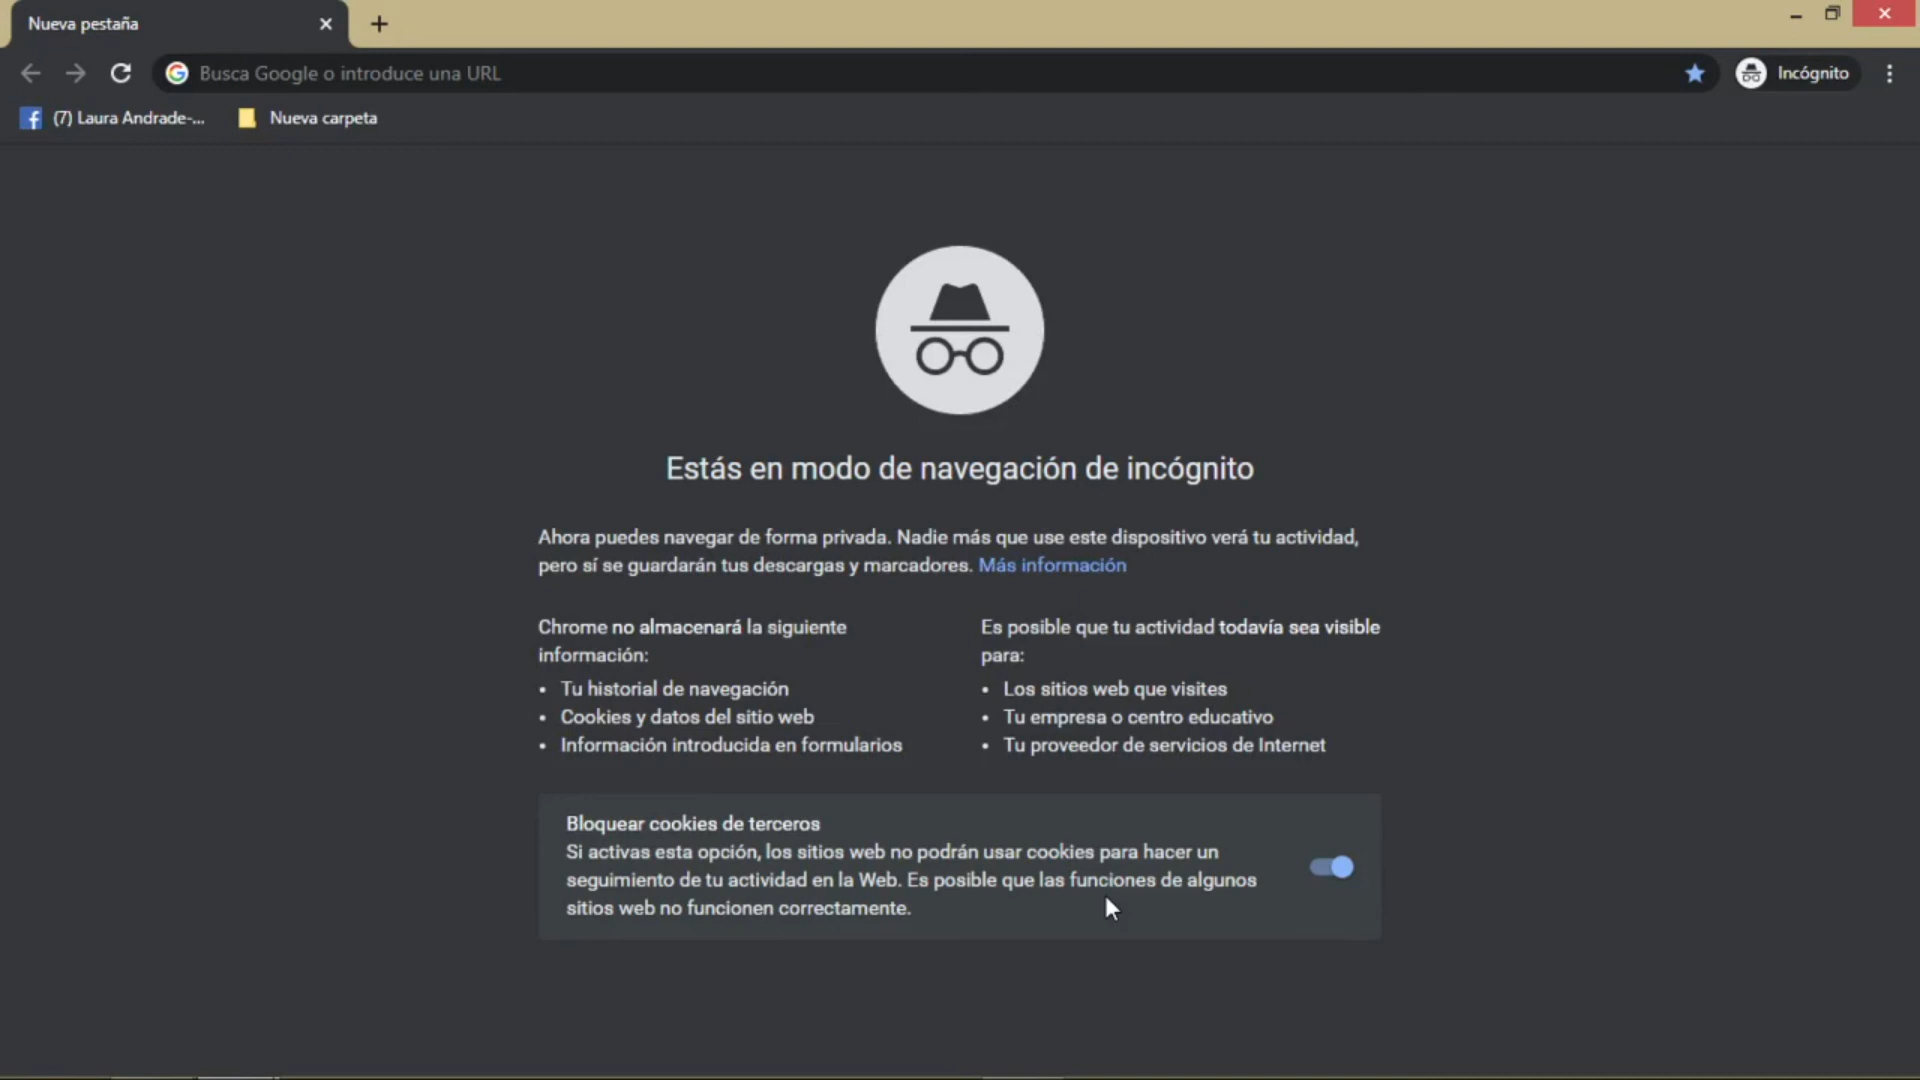 Nueva pestaña
Busca Google o introduce una URL
Incógnito
(7) Laura Andrade-...
Nueva carpeta
Estás en modo de navegación de incógnito
Ahora puedes navegar de forma privada. Nadie más que use este dispositivo verá tu actividad,
pero sí se guardarán tus descargas y marcadores. Más información
Chrome no almacenará la siguiente
información:
• Tu historial de navegación
• Cookies y datos del sitio web
• Información introducida en formularios
Es posible que tu actividad todavía sea visible
para:
• Los sitios web que visites
• Tu empresa o centro educativo
• Tu proveedor de servicios de Internet
Bloquear cookies de terceros
Si activas esta opción, los sitios web no podrán usar cookies para hacer un
seguimiento de tu actividad en la Web. Es posible que las funciones de algunos
sitios web no funcionen correctamente.